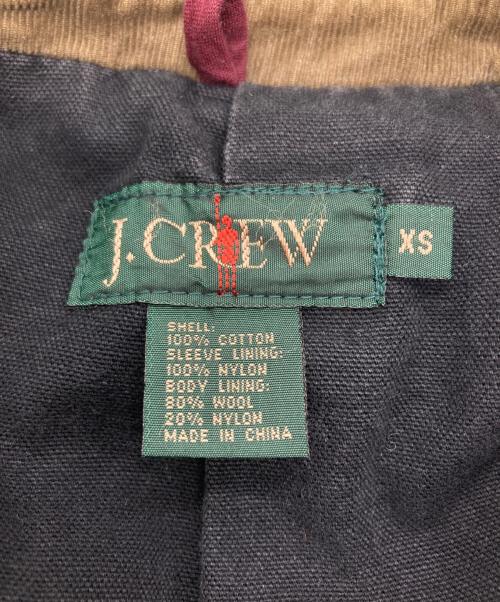 J.CREW
XS
SHELL:
100% COTTON
SLEEVE LINING:
100% NYLON
BODY LINING:
80% WOOL
20% NYLON
MADE IN CHINA